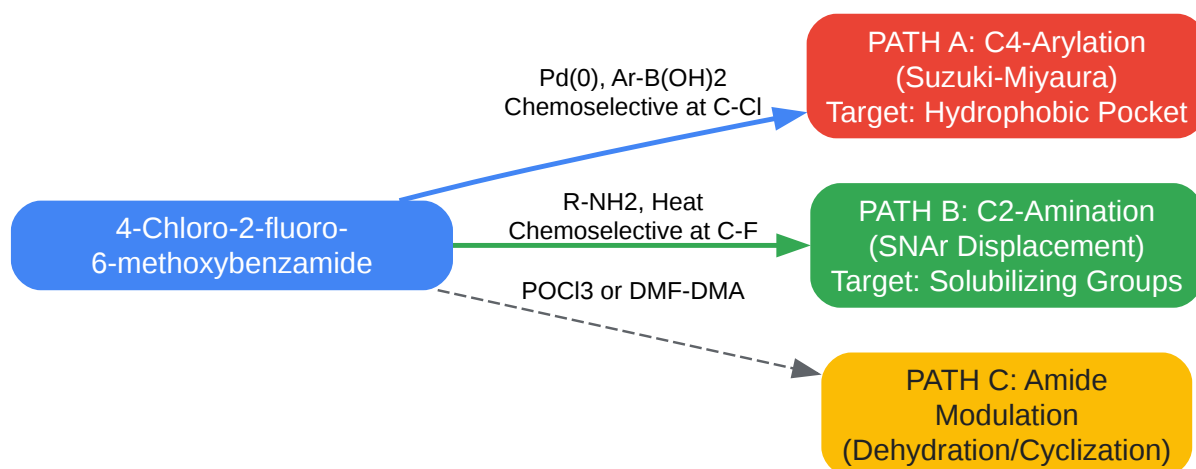 PATH A: C4-Arylation
(Suzuki-Miyaura)
Target: Hydrophobic Pocket
Pd(0), Ar-B(OH)2
Chemoselective at C-Cl
4-Chloro-2-fluoro-
6-methoxybenzamide
R-NH2, Heat
Chemoselective at C-F
PATH B: C2-Amination
(SNAr Displacement)
Target: Solubilizing Groups
POCl3 or DMF-DMA
PATH C: Amide
Modulation
(Dehydration/Cyclization)